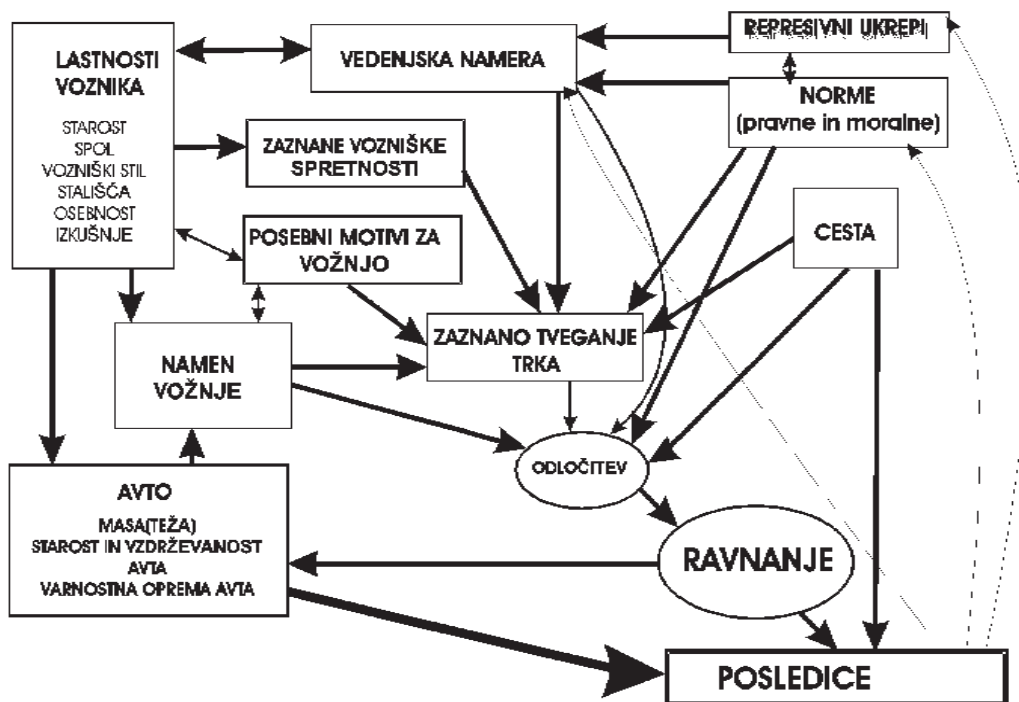 LASTNOSTI
VOZNIKA
STAROST
SPOL
VOZNIŠKI STIL
STALIŠČA
OSEBNOST
IZKUŠNJE
VEDENJSKA NAMERA
REPRESIVNI UKREPI
NORME
(pravne in moralne)
ZAZNANE VOZNIŠKE
SPRETNOSTI
POSEBNI MOTIVI ZA
VOŽNJO
CESTA
ZAZNANO TVEGANJE
TRKA
NAMEN
VOŽNJE
ODLOČITEV
AVTO
MASA(TEŽA)
STAROST IN VZDRŽEVANOST
AVTA
VARNOSTNA OPREMA AVTA
RAVNANJE
POSLEDICE